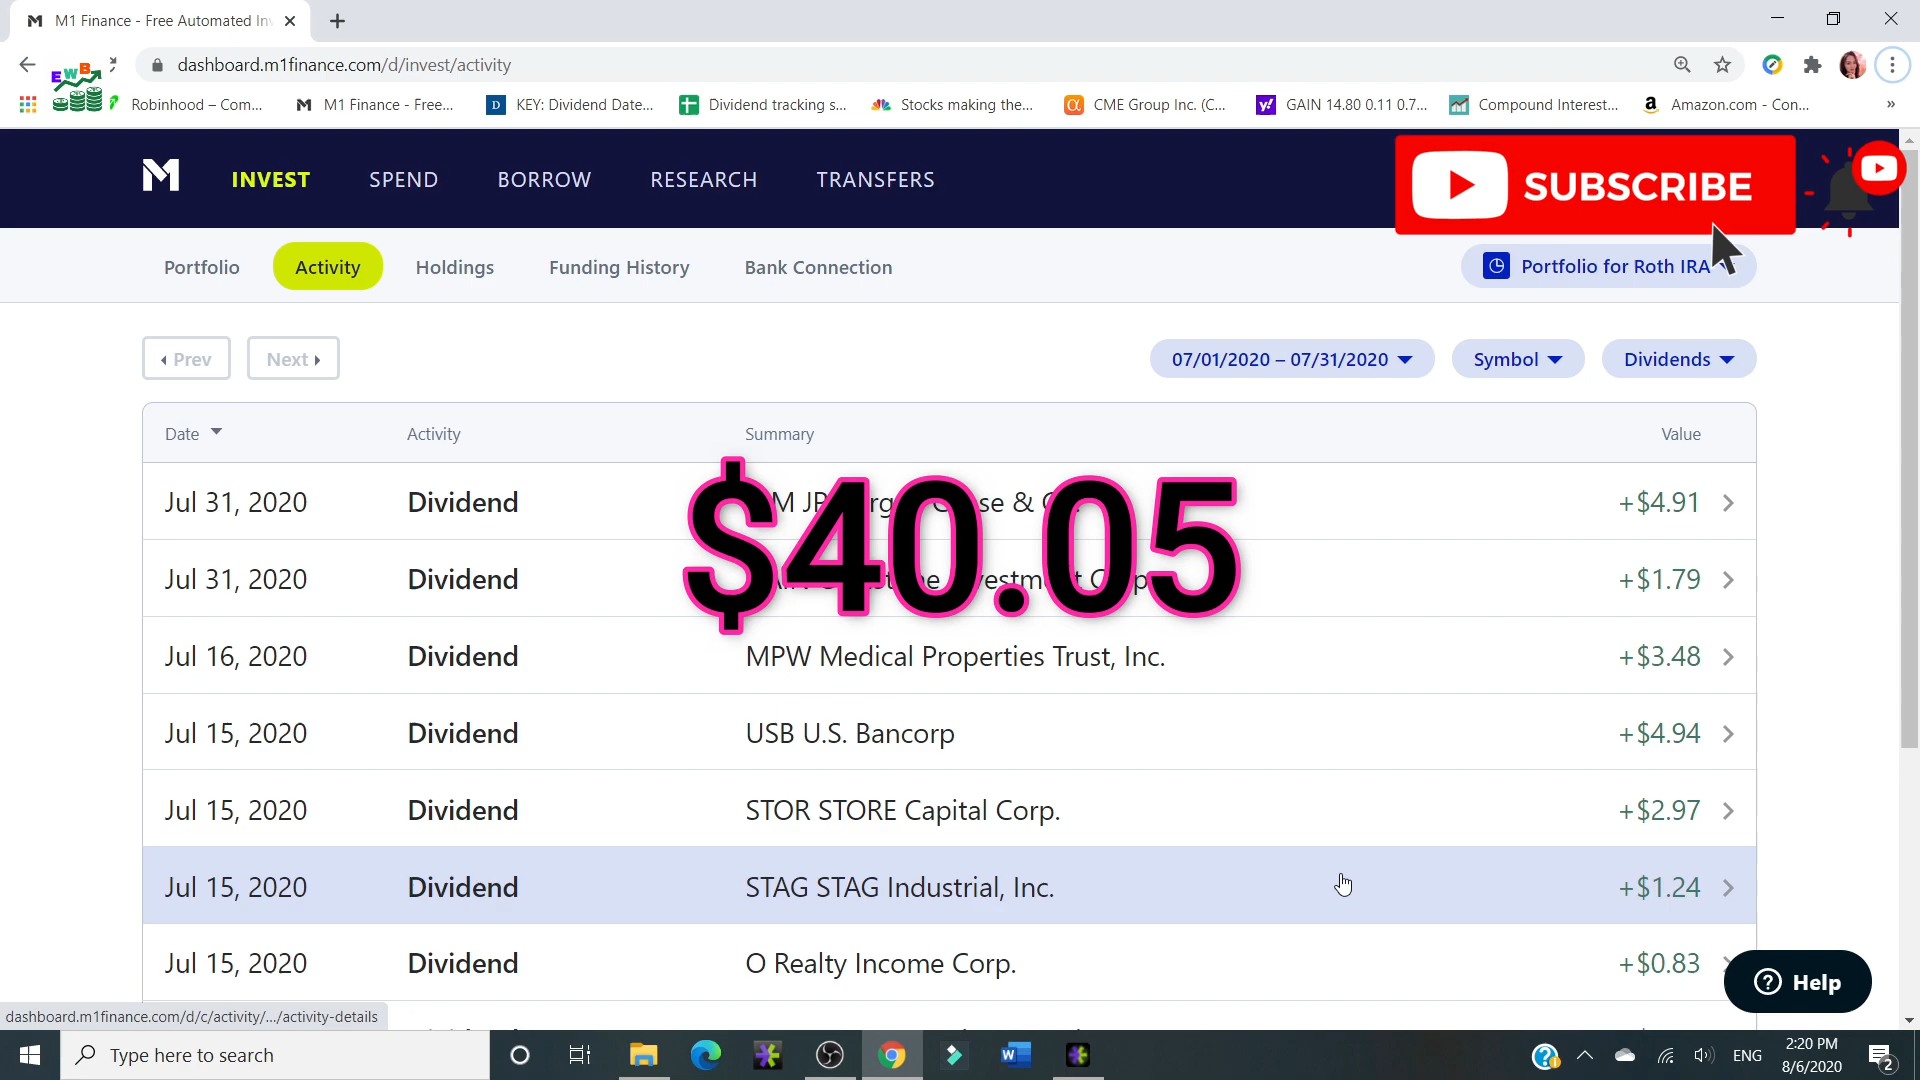 M1 Finance - Free Automated Inv
dashboard.m1finance.com/d/invest/activity
EWB
Robinhood – Com...
M1 Finance - Free...
KEY: Dividend Date...
Dividend tracking s...
Stocks making the...
CME Group Inc. (C...
GAIN 14.80 0.11 0.7...
Compound Interest...
Amazon.com - Con...
»
INVEST
SPEND
BORROW
RESEARCH
TRANSFERS
SUBSCRIBE
Portfolio
Activity
Holdings
Funding History
Bank Connection
Portfolio for Roth IRA
Prev
Next
07/01/2020 – 07/31/2020
Symbol
Dividends
Date Activity Summary Value
$40.05
Jul 31, 2020 Dividend +$4.91
Jul 31, 2020 Dividend +$1.79
Jul 16, 2020 Dividend MPW Medical Properties Trust, Inc. +$3.48
Jul 15, 2020 Dividend USB U.S. Bancorp +$4.94
Jul 15, 2020 Dividend STOR STORE Capital Corp. +$2.97
Jul 15, 2020 Dividend STAG STAG Industrial, Inc. +$1.24
Jul 15, 2020 Dividend O Realty Income Corp. +$0.83
Help
dashboard.m1finance.com/d/c/activity/.../activity-details
Type here to search
ENG
2:20 PM
8/6/2020
2